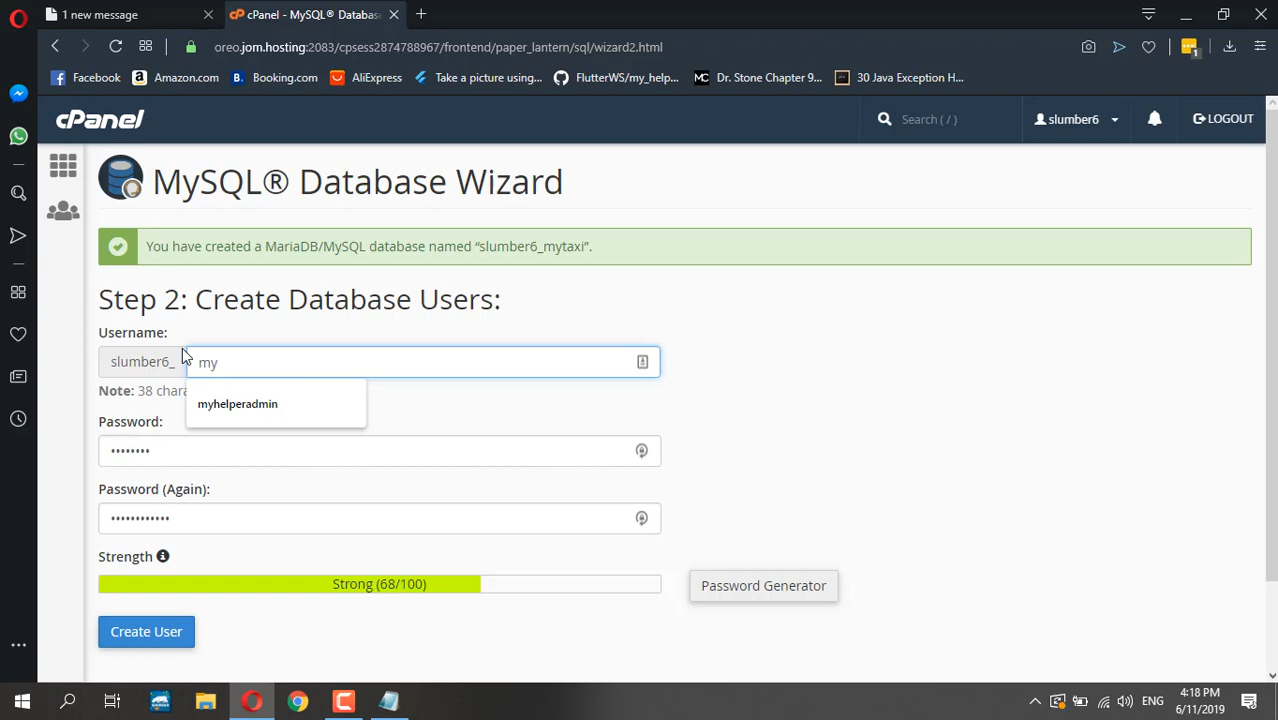 1 new message
cPanel - MySQL® Databas
oreo.jom.hosting:2083/cpsess2874788967/frontend/paper_lantern/sql/wizard2.html
1
Facebook
Amazon.com
Booking.com
AliExpress
Take a picture using...
FlutterWS/my_help...
Dr. Stone Chapter 9...
30 Java Exception H...
cPanel
Search ( / )
slumber6
LOGOUT
MySQL® Database Wizard
You have created a MariaDB/MySQL database named “slumber6_mytaxi”.
Step 2: Create Database Users:
Username:
slumber6_
my
Note: 38 chara
myhelperadmin
Password:
••••••••
Password (Again):
••••••••••••
Strength
Strong (68/100)
Password Generator
Create User
ENG
4:18 PM
6/11/2019